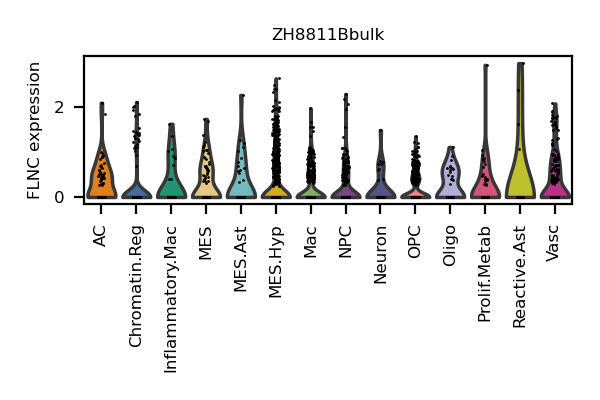 ZH8811Bbulk
FLNC expression
2
0
AC
Chromatin.Reg
Inflammatory.Mac
MES
MES.Ast
MES.Hyp
Mac
NPC
Neuron
OPC
Oligo
Prolif.Metab
Reactive.Ast
Vasc